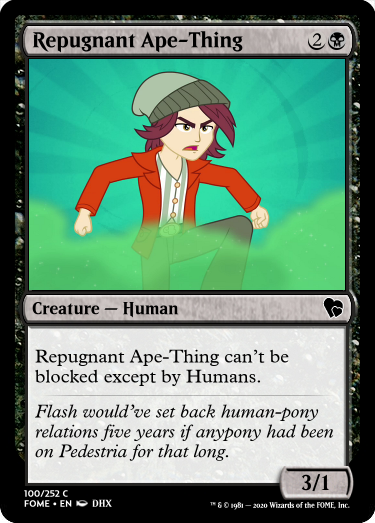 Repugnant Ape-Thing 2
Creature — Human
Repugnant Ape-Thing can't be
blocked except by Humans.
Flash would've set back human-pony
relations five years if anypony had been
on Pedestria for that long.
3/1
100/252 C
FOME • EN DHX
™ & © 1981 — 2020 Wizards of the FOME, Inc.